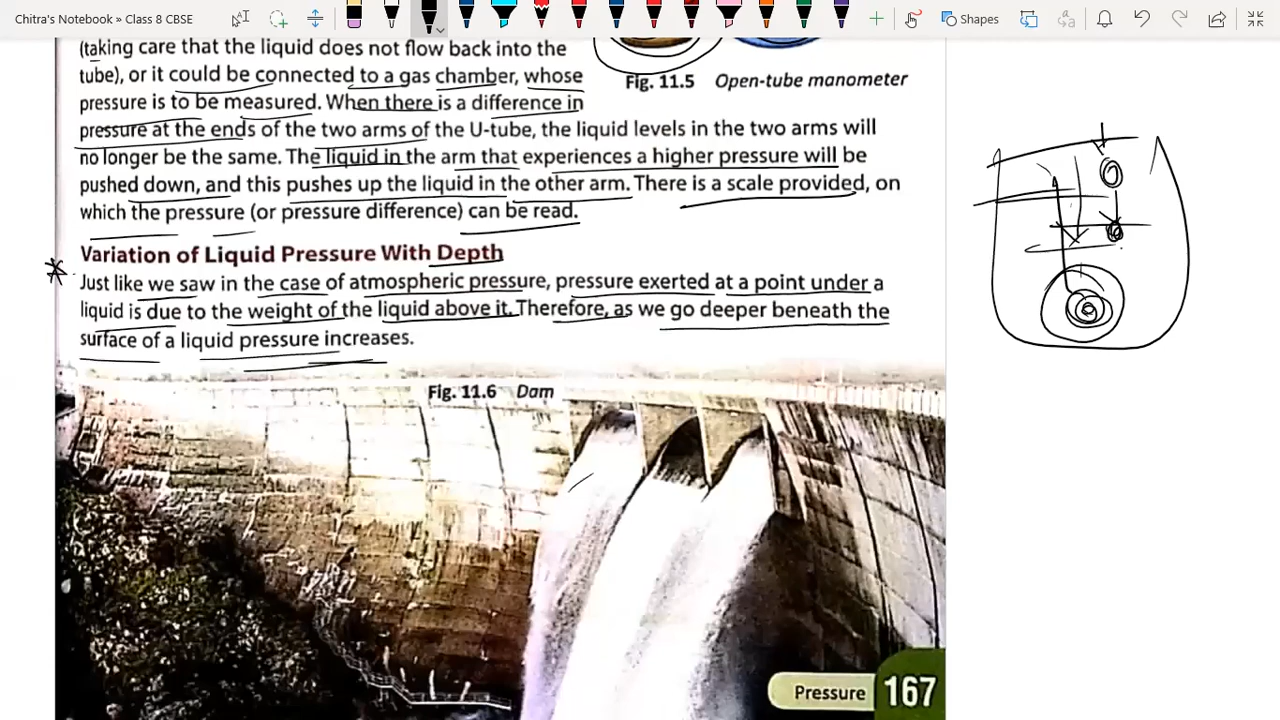 Chitra's Notebook » Class 8 CBSE
Shapes
(taking care that the liquid does not flow back into the
tube), or it could be connected to a gas chamber, whose
Fig. 11.5 Open-tube manometer
pressure is to be measured. When there is a difference in
pressure at the ends of the two arms of the U-tube, the liquid levels in the two arms will
no longer be the same. The liquid in the arm that experiences a higher pressure will be
pushed down, and this pushes up the liquid in the other arm. There is a scale provided, on
which the pressure (or pressure difference) can be read.
Variation of Liquid Pressure With Depth
Just like we saw in the case of atmospheric pressure, pressure exerted at a point under a
liquid is due to the weight of the liquid above it. Therefore, as we go deeper beneath the
surface of a liquid pressure increases.
Fig. 11.6 Dam
Pressure 167